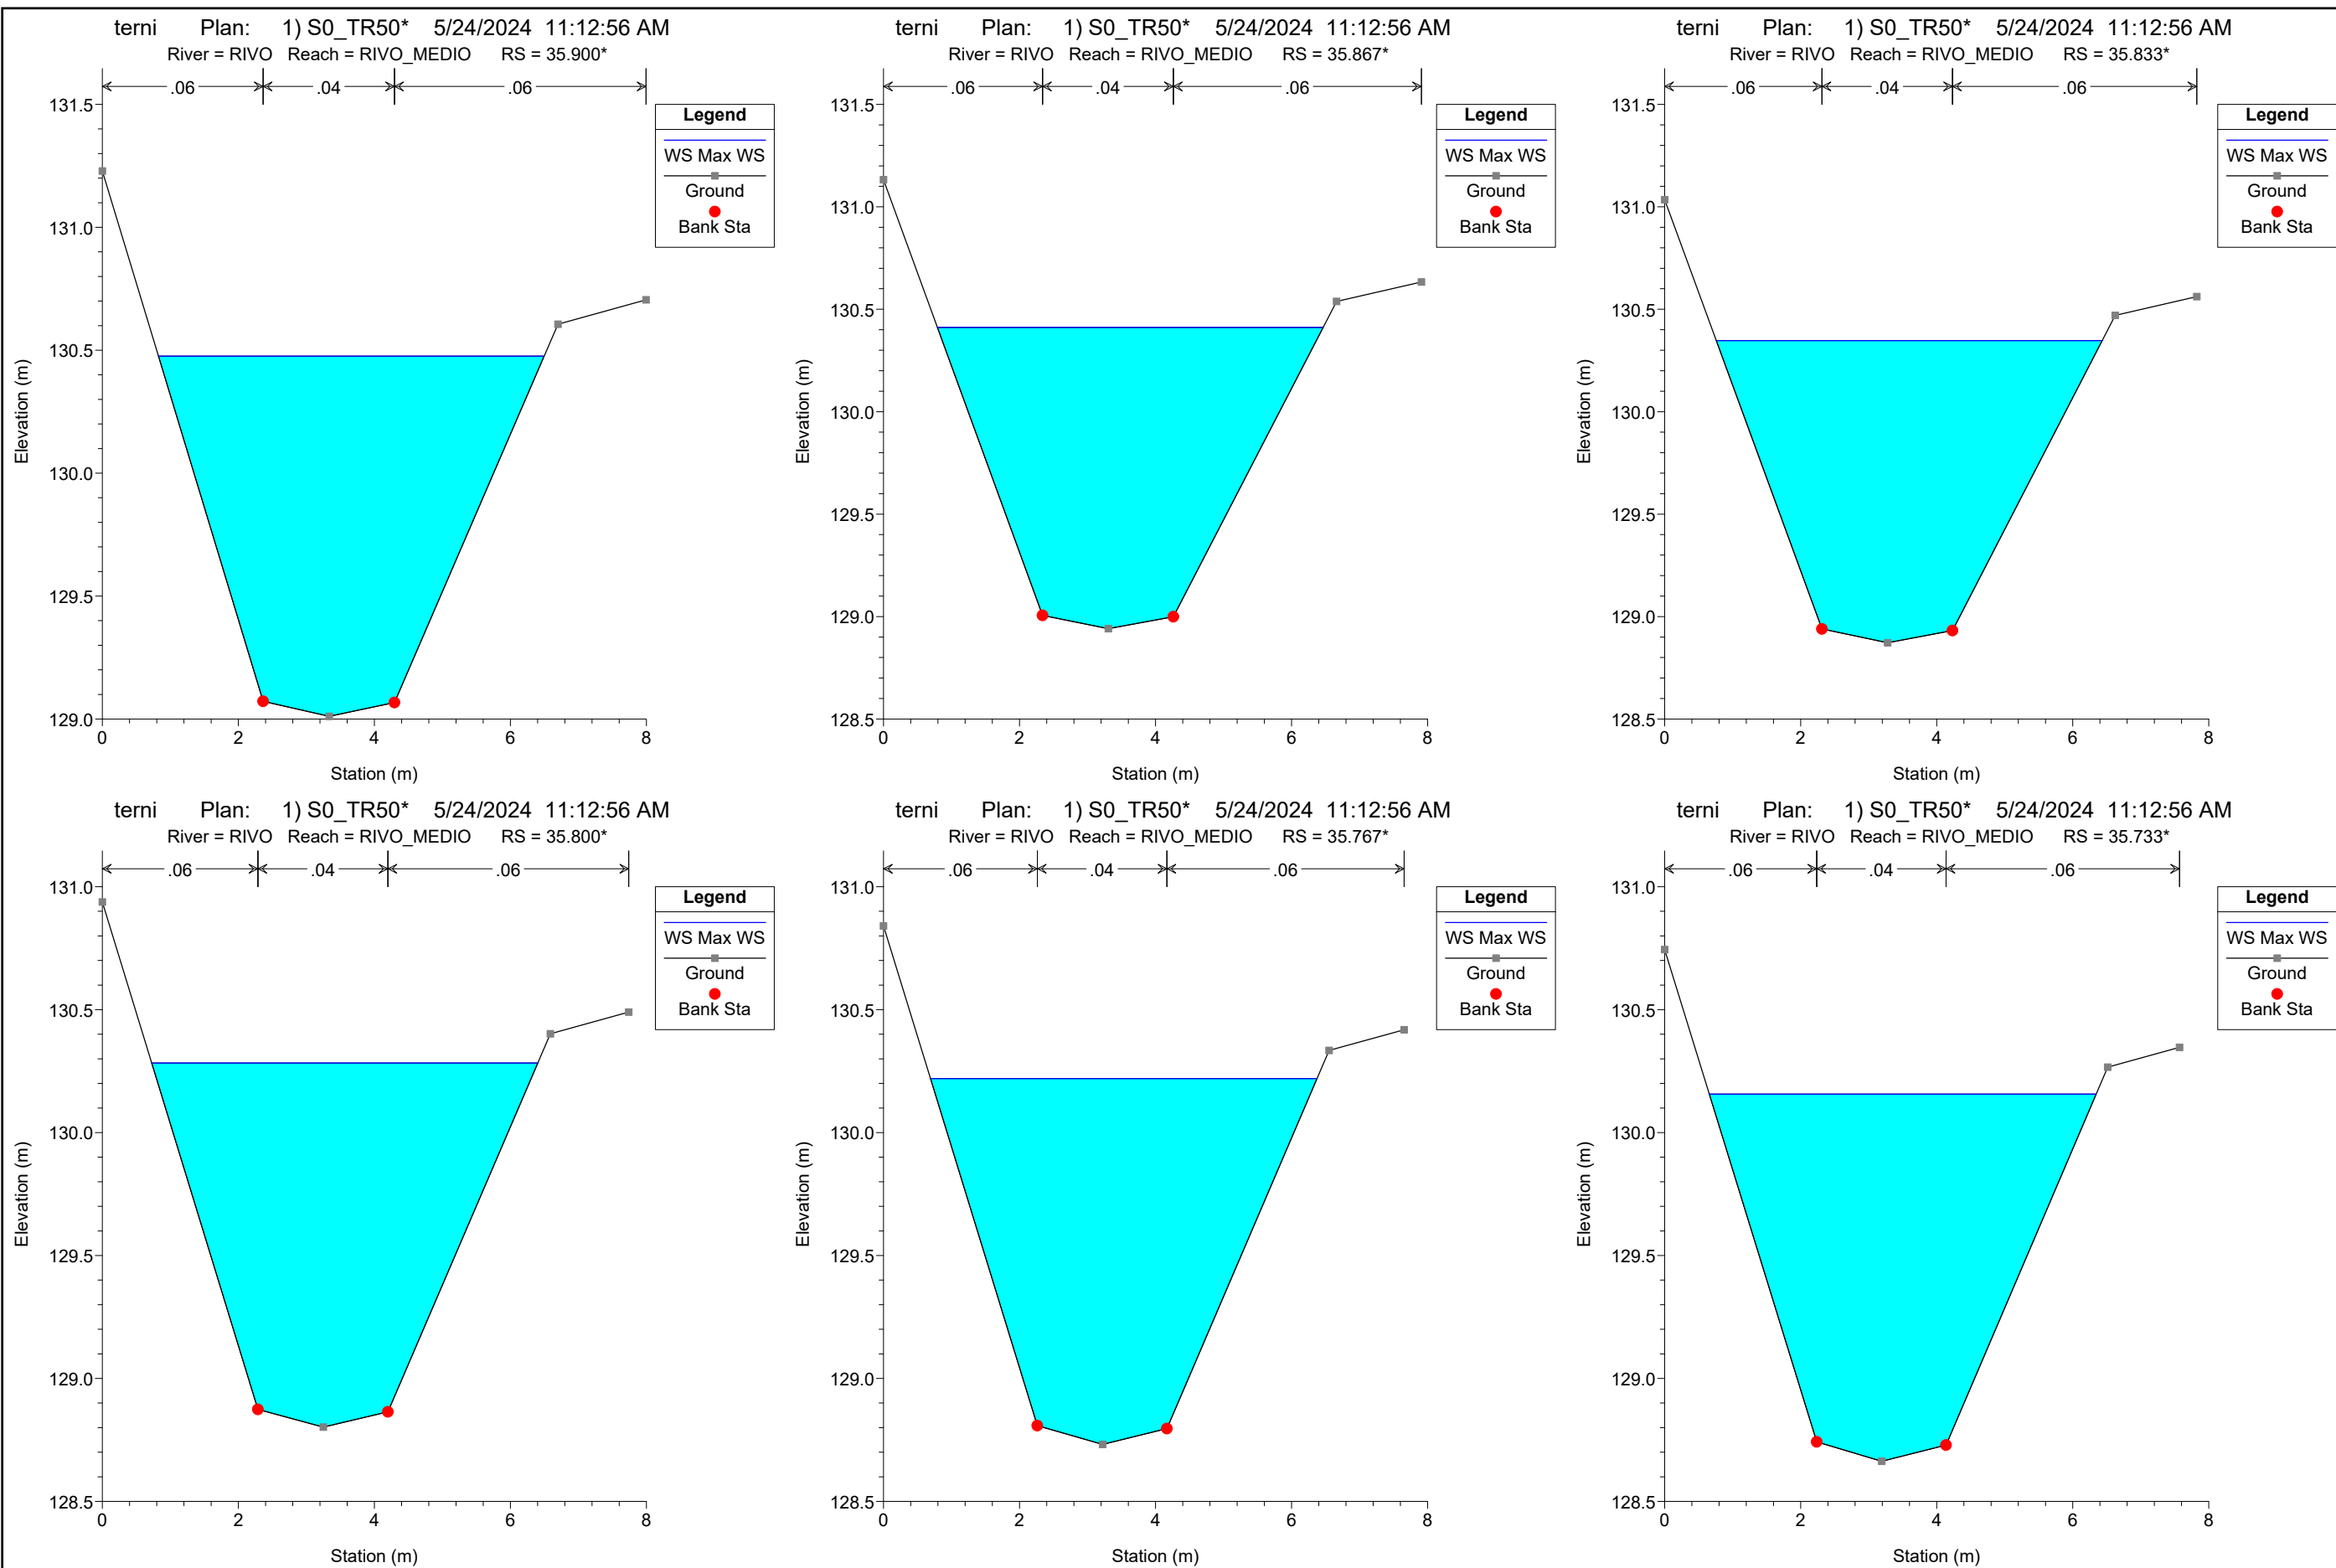 terni Plan: 1) S0_TR50* 5/24/2024 11:12:56 AM
River = RIVO Reach = RIVO_MEDIO RS = 35.900*
.06 .04 .06
131.5
131.0
130.5
130.0
129.5
129.0
0 2 4 6 8
Station (m)
Elevation (m)
Legend
WS Max WS
Ground
Bank Sta
terni Plan: 1) S0_TR50* 5/24/2024 11:12:56 AM
River = RIVO Reach = RIVO_MEDIO RS = 35.867*
.06 .04 .06
131.5
131.0
130.5
130.0
129.5
129.0
128.5
0 2 4 6 8
Station (m)
Elevation (m)
Legend
WS Max WS
Ground
Bank Sta
terni Plan: 1) S0_TR50* 5/24/2024 11:12:56 AM
River = RIVO Reach = RIVO_MEDIO RS = 35.833*
.06 .04 .06
131.5
131.0
130.5
130.0
129.5
129.0
128.5
0 2 4 6 8
Station (m)
Elevation (m)
Legend
WS Max WS
Ground
Bank Sta
terni Plan: 1) S0_TR50* 5/24/2024 11:12:56 AM
River = RIVO Reach = RIVO_MEDIO RS = 35.800*
.06 .04 .06
131.0
130.5
130.0
129.5
129.0
128.5
0 2 4 6 8
Station (m)
Elevation (m)
Legend
WS Max WS
Ground
Bank Sta
terni Plan: 1) S0_TR50* 5/24/2024 11:12:56 AM
River = RIVO Reach = RIVO_MEDIO RS = 35.767*
.06 .04 .06
131.0
130.5
130.0
129.5
129.0
128.5
0 2 4 6 8
Station (m)
Elevation (m)
Legend
WS Max WS
Ground
Bank Sta
terni Plan: 1) S0_TR50* 5/24/2024 11:12:56 AM
River = RIVO Reach = RIVO_MEDIO RS = 35.733*
.06 .04 .06
131.0
130.5
130.0
129.5
129.0
128.5
0 2 4 6 8
Station (m)
Elevation (m)
Legend
WS Max WS
Ground
Bank Sta